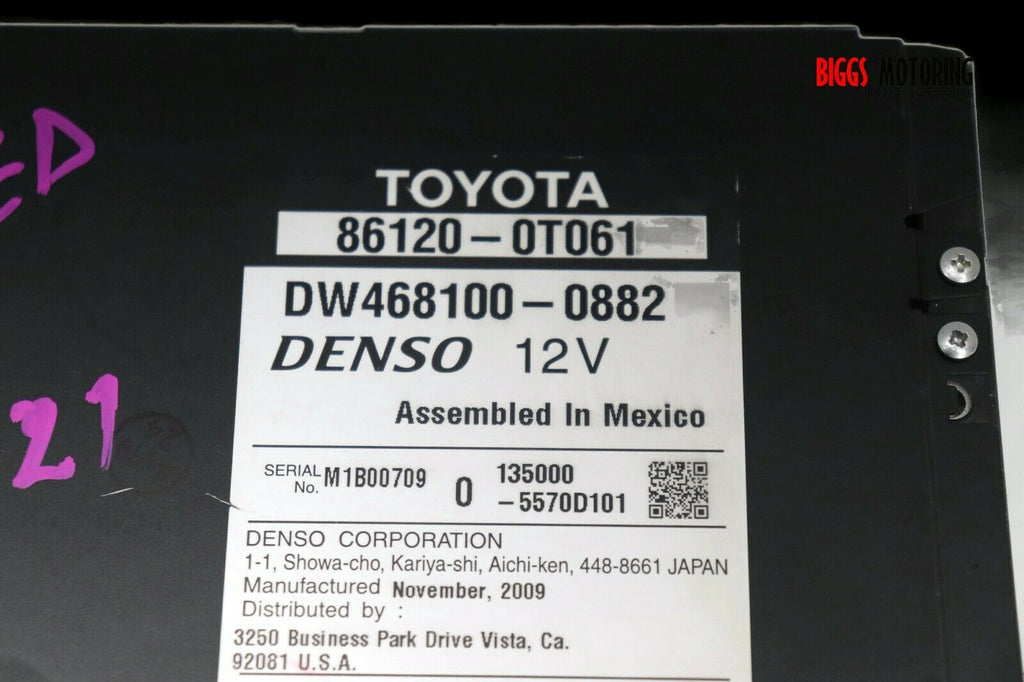 BIGGS MOTORING
ED
TOYOTA
86120-0T061
DW468100-0882
DENSO 12V
Assembled In Mexico
21
SERIAL No. M1B00709 0 135000
-5570D101
DENSO CORPORATION
1-1, Showa-cho, Kariya-shi, Aichi-ken, 448-8661 JAPAN
Manufactured November, 2009
Distributed by :
3250 Business Park Drive Vista, Ca.
92081 U.S.A.